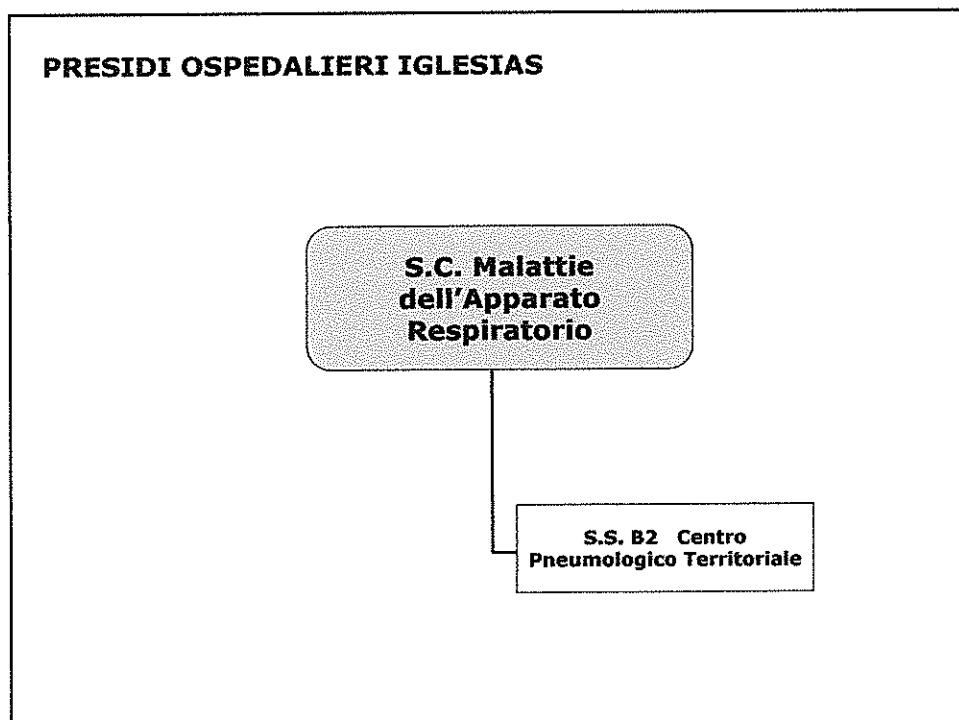 PRESIDI OSPEDALIERI IGLESIAS
S.C. Malattie
dell'Apparato
Respiratorio
S.S. B2 Centro
Pneumologico Territoriale